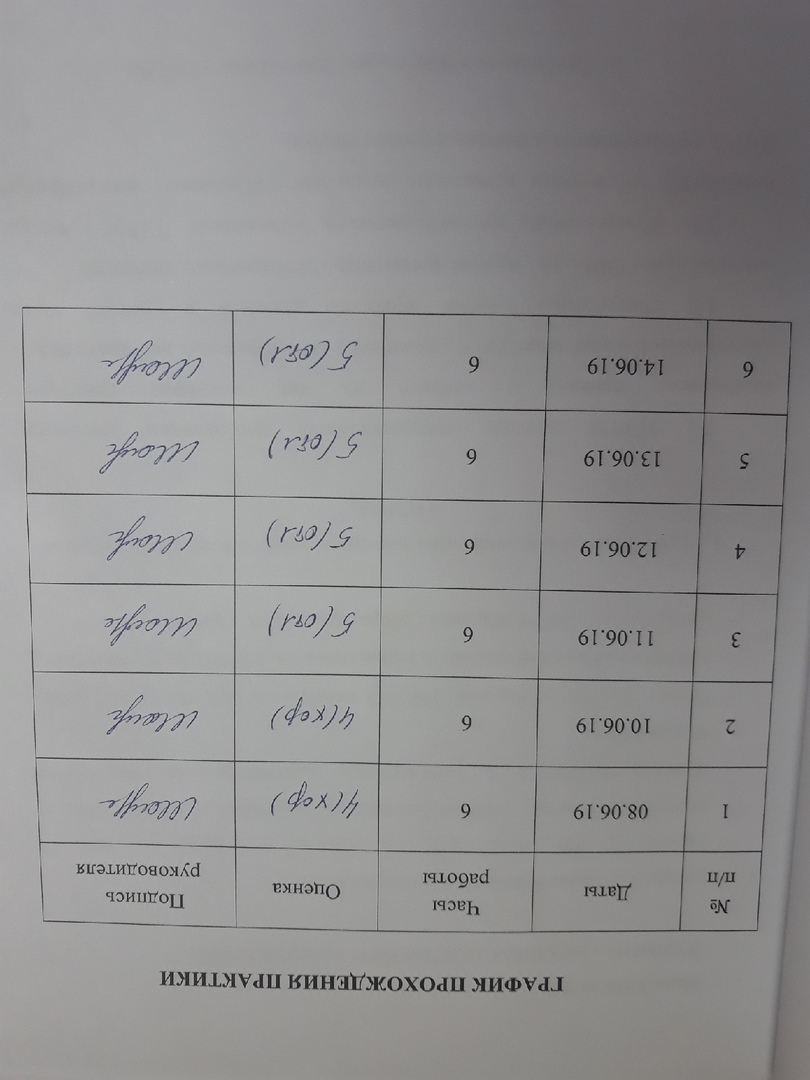 ГРАФИК ПРОХОЖДЕНИЯ ПРАКТИКИ
№ п/п Даты Часы работы Оценка Подпись руководителя
1 08.06.19 6 4 (хор)
2 10.06.19 6 4 (хор)
3 11.06.19 6 5 (отл)
4 12.06.19 6 5 (отл)
5 13.06.19 6 5 (отл)
6 14.06.19 6 5 (отл)